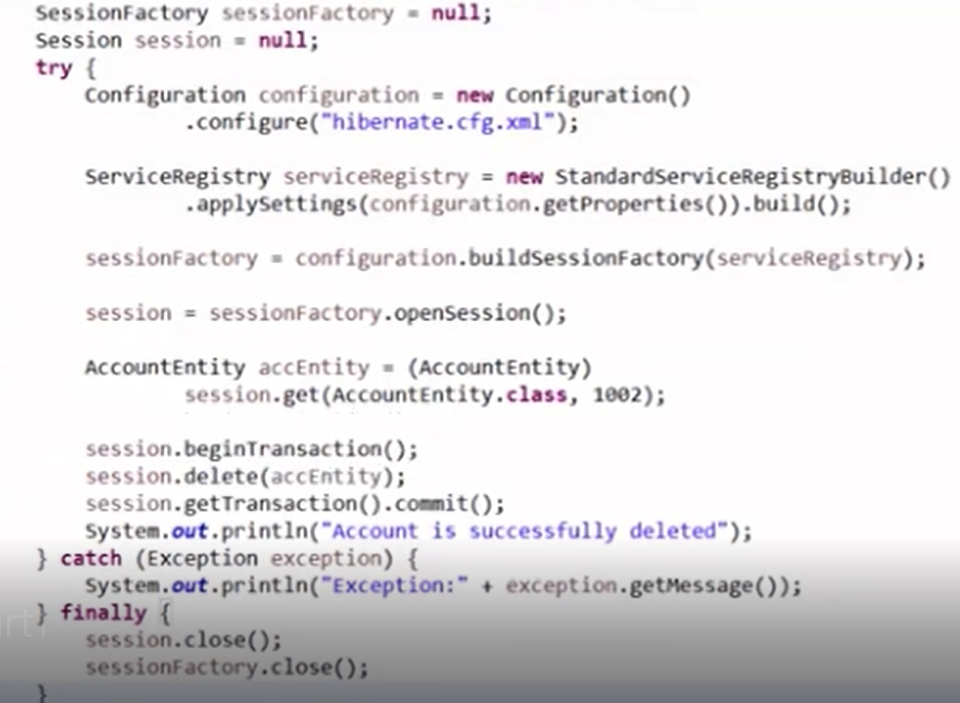 SessionFactory sessionFactory = null;
Session session = null;
try {
Configuration configuration = new Configuration()
.configure("hibernate.cfg.xml");
ServiceRegistry serviceRegistry = new StandardServiceRegistryBuilder()
.applySettings(configuration.getProperties()).build();
sessionFactory = configuration.buildSessionFactory(serviceRegistry);
session = sessionFactory.openSession();
AccountEntity accEntity = (AccountEntity)
session.get(AccountEntity.class, 1002);
session.beginTransaction();
session.delete(accEntity);
session.getTransaction().commit();
System.out.println("Account is successfully deleted");
} catch (Exception exception) {
System.out.println("Exception:" + exception.getMessage());
} finally {
session.close();
sessionFactory.close();
}